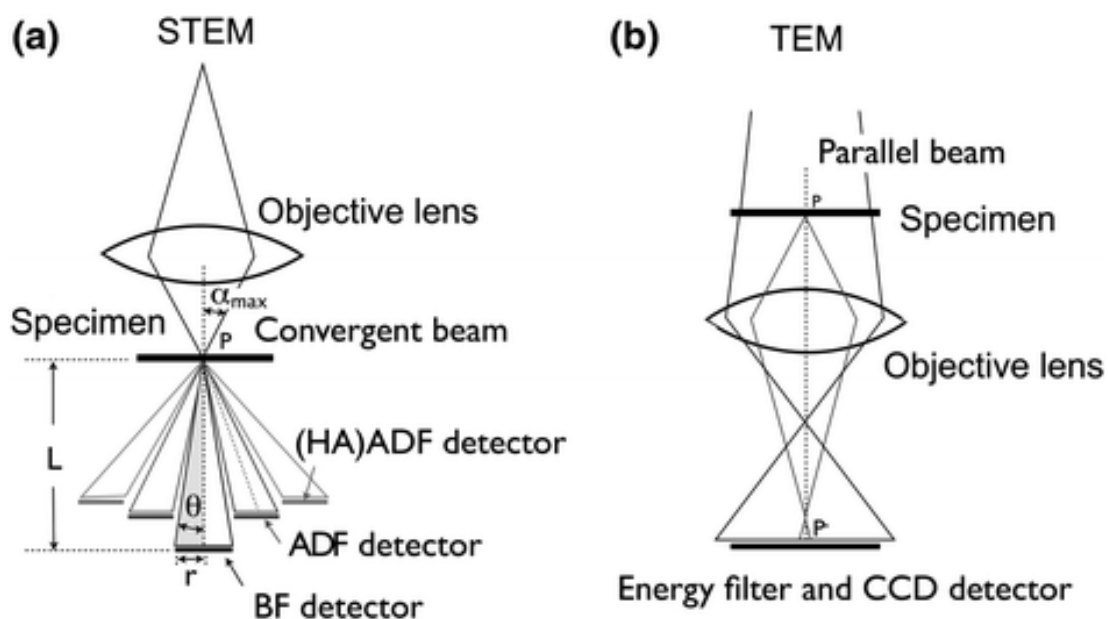 (a)
STEM
Objective lens
αmax
Specimen
P
Convergent beam
L
(HA)ADF detector
θ
ADF detector
r
BF detector
(b)
TEM
Parallel beam
P
Specimen
Objective lens
P'
Energy filter and CCD detector